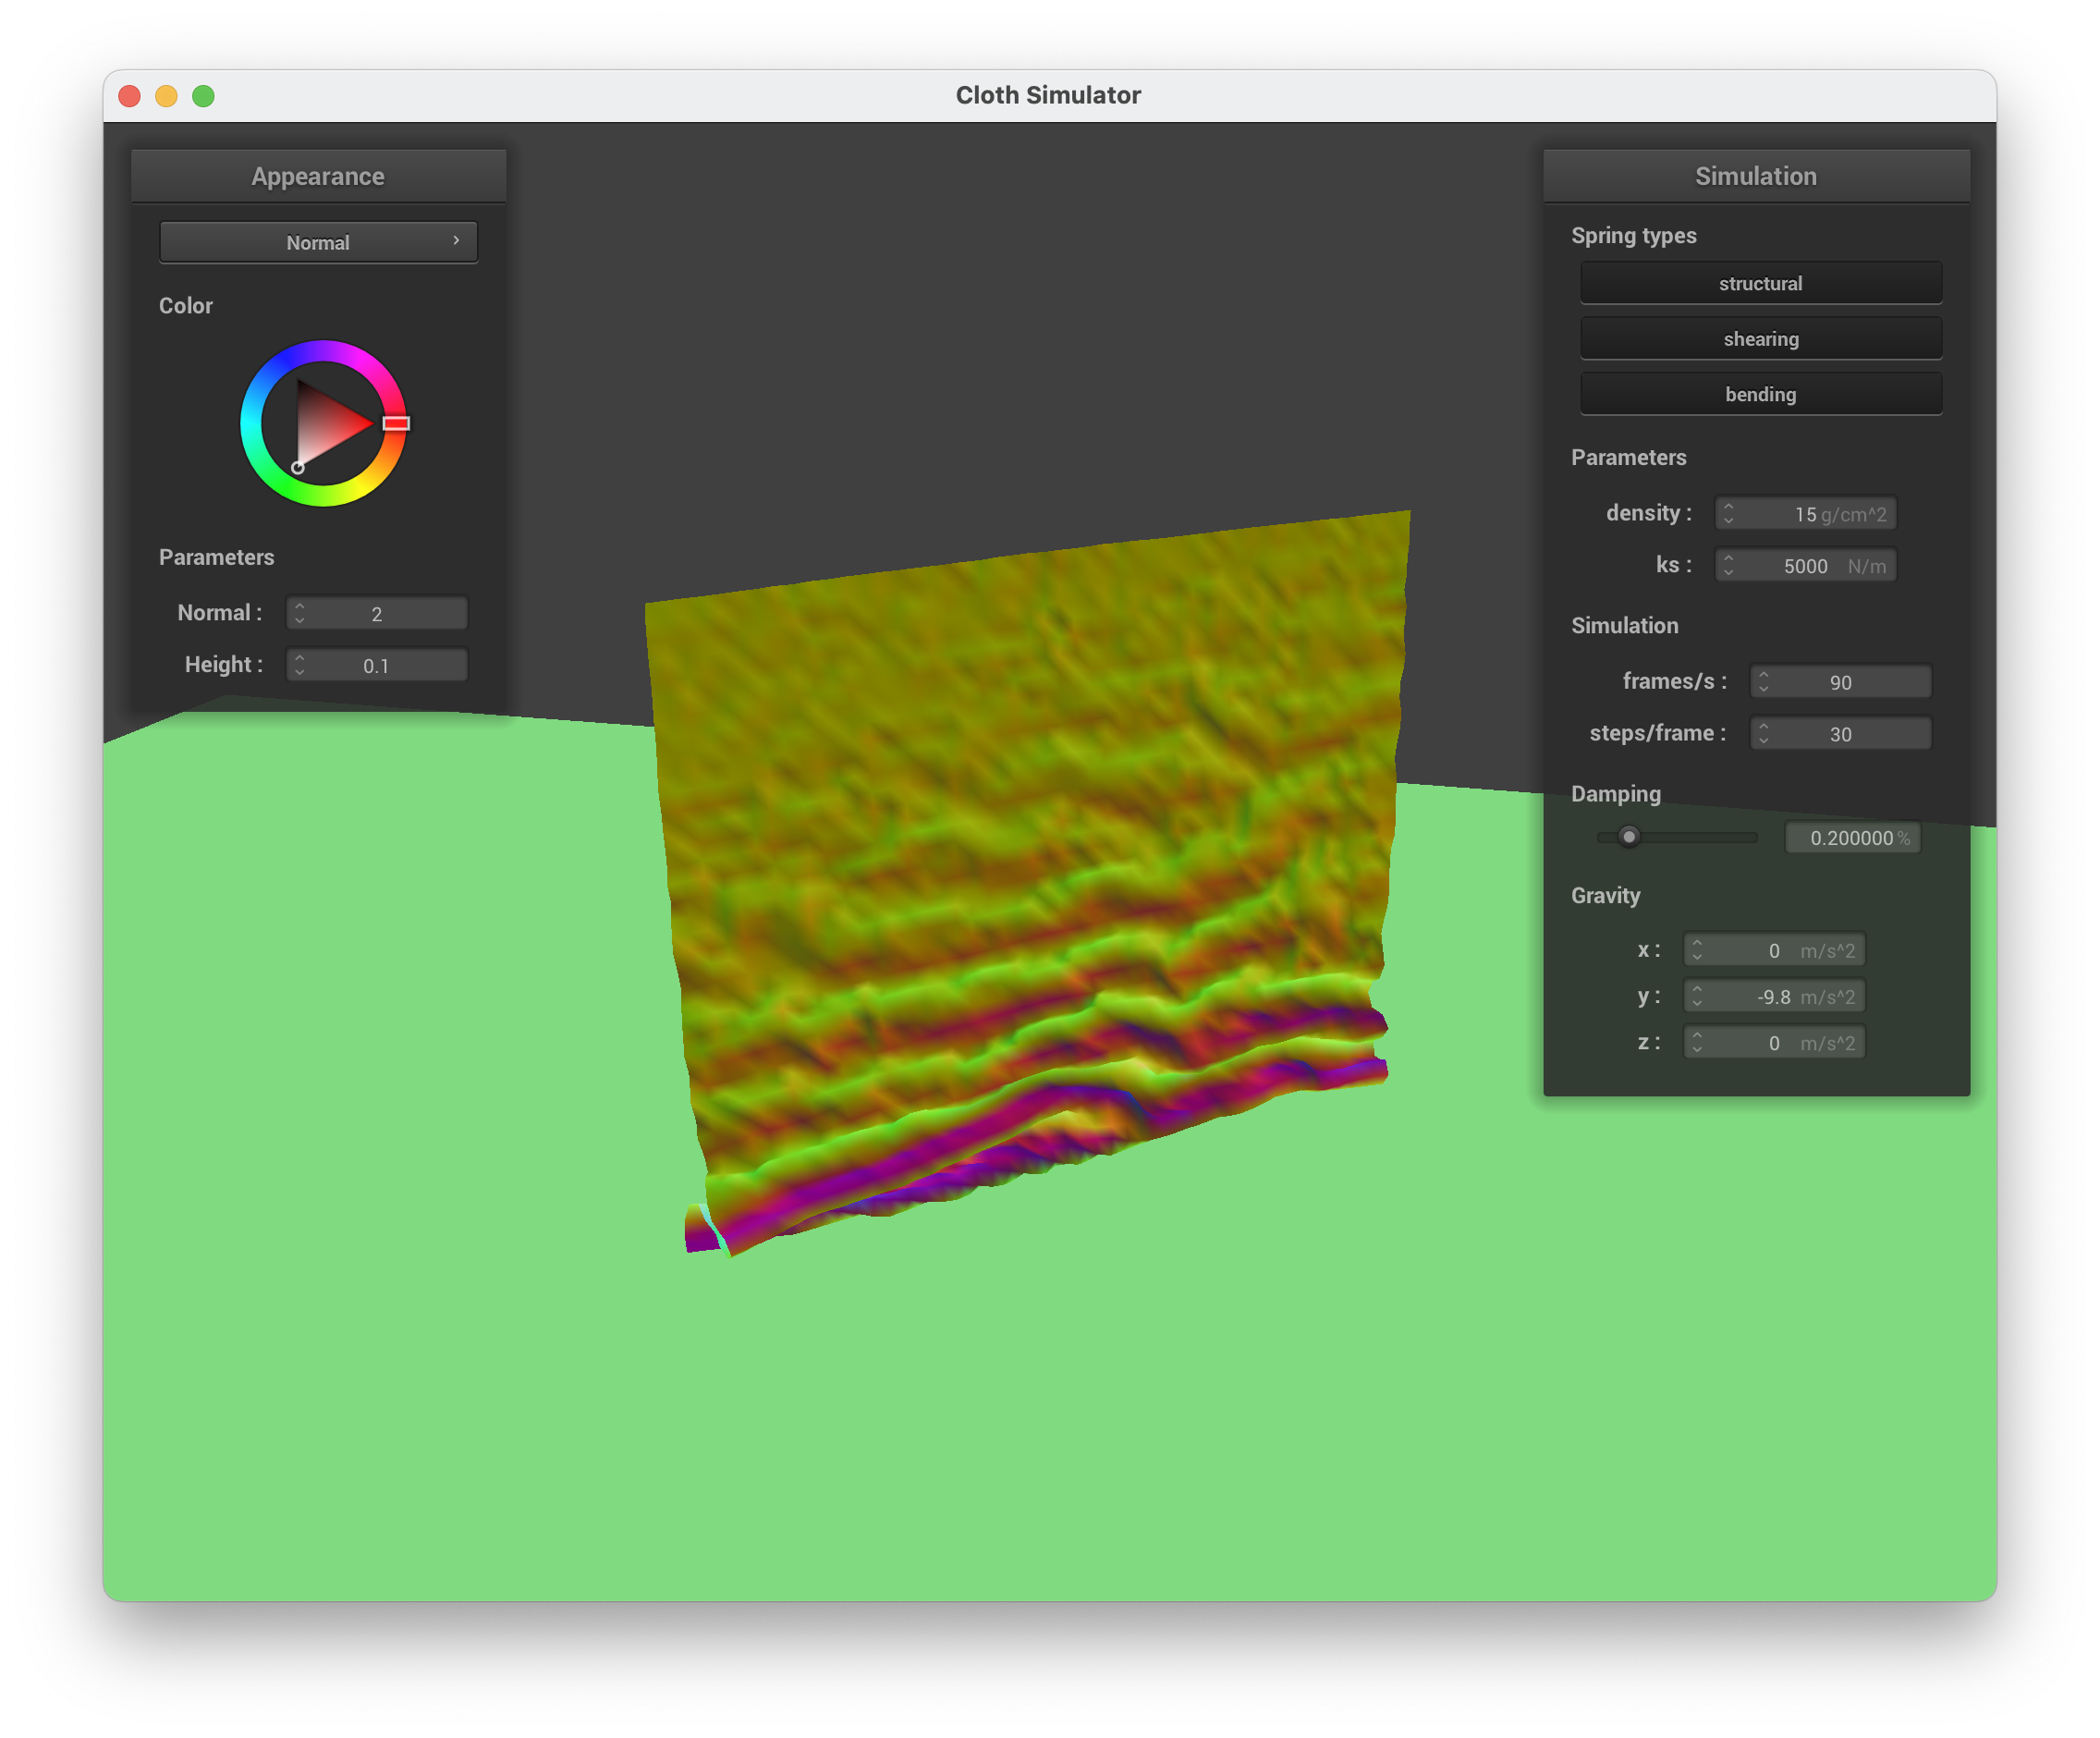 Cloth Simulator
Appearance
Normal
Color
Parameters
Normal : 2
Height : 0.1
Simulation
Spring types
structural
shearing
bending
Parameters
density : 15 g/cm^2
ks : 5000 N/m
Simulation
frames/s : 90
steps/frame : 30
Damping
0.200000 %
Gravity
x : 0 m/s^2
y : -9.8 m/s^2
z : 0 m/s^2